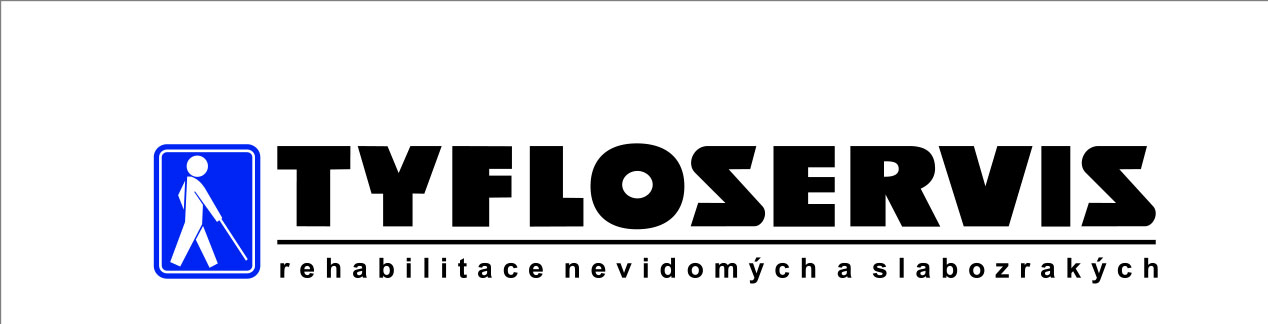 TYFLOSERVIS
rehabilitace nevidomých a slabozrakých